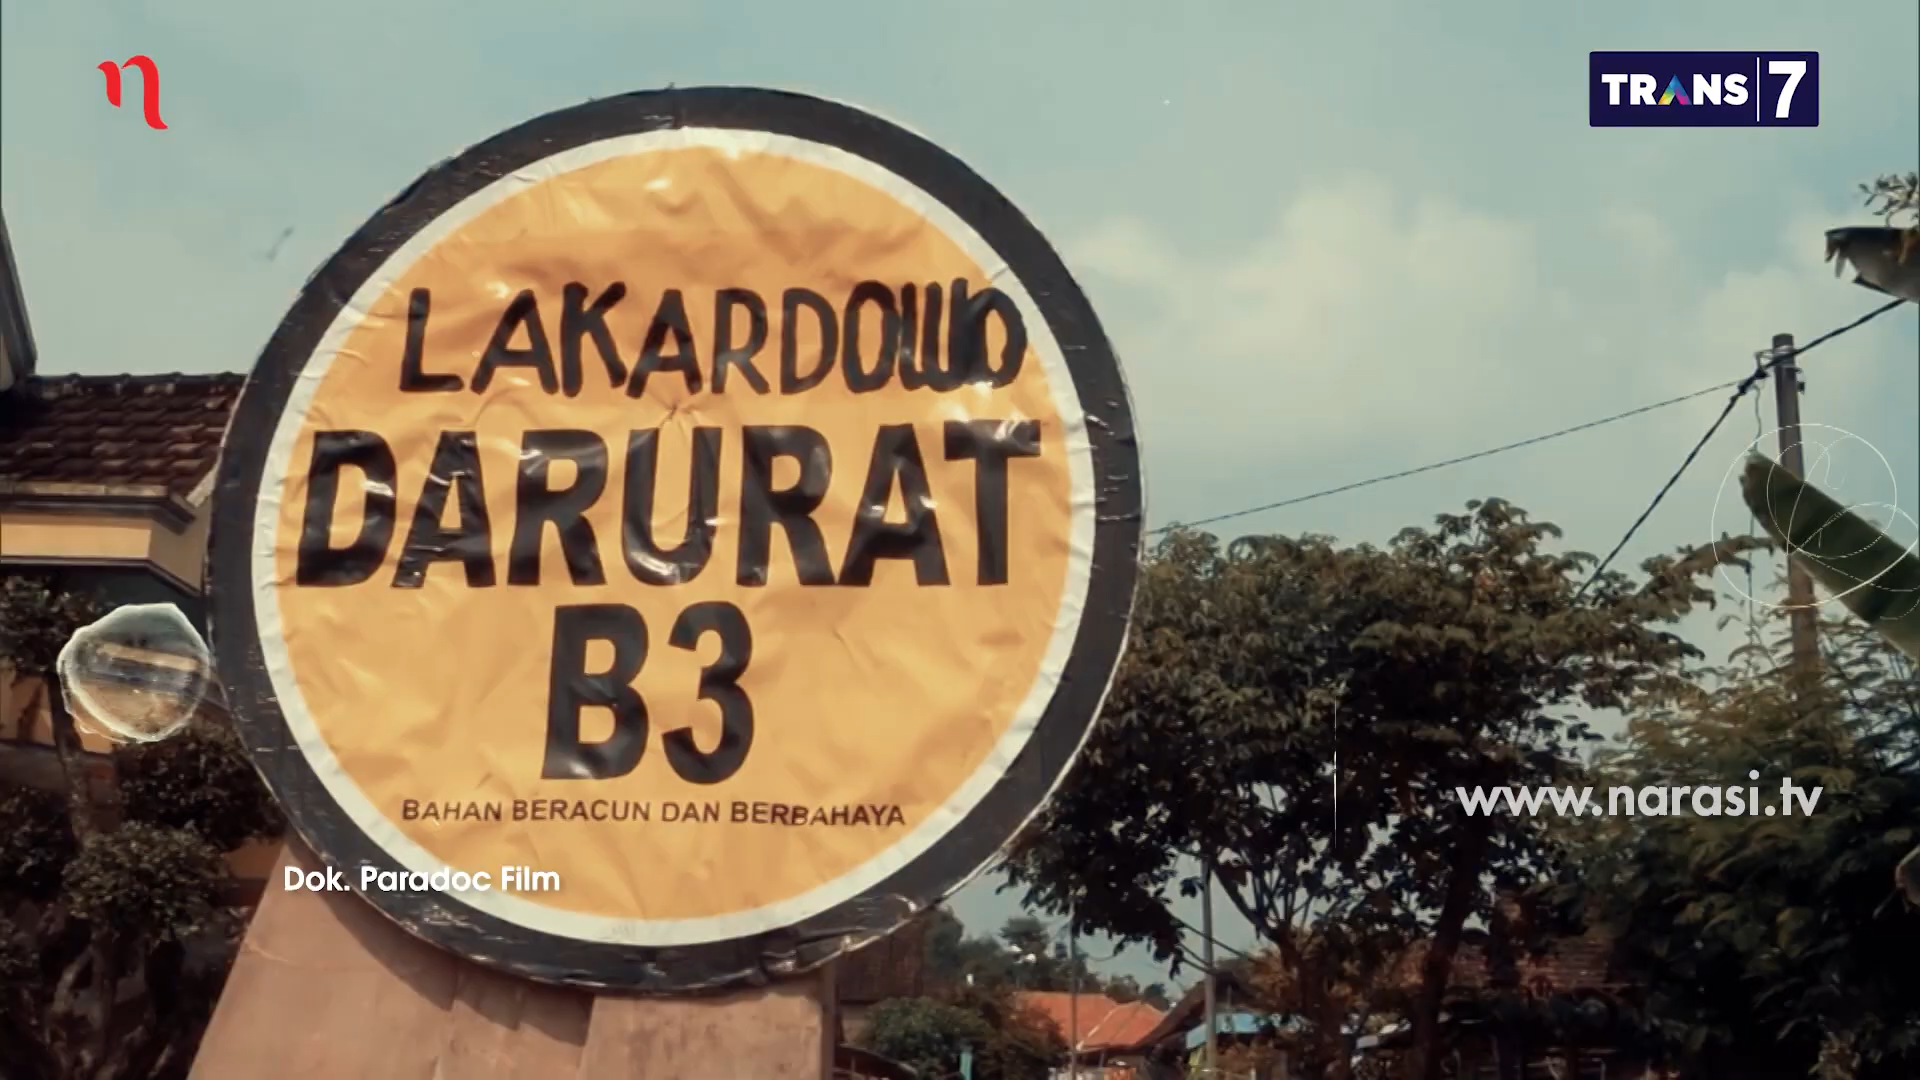 n
TRANS 7
LAKARDOWO
DARURAT
B3
BAHAN BERACUN DAN BERBAHAYA
Dok. Paradoc Film
www.narasi.tv